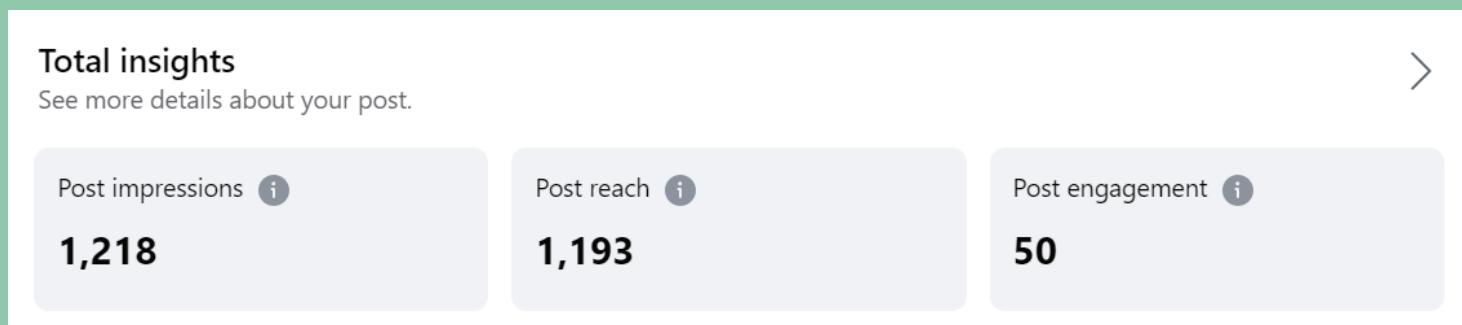 Total insights
See more details about your post.
Post impressions
1,218
Post reach
1,193
Post engagement
50